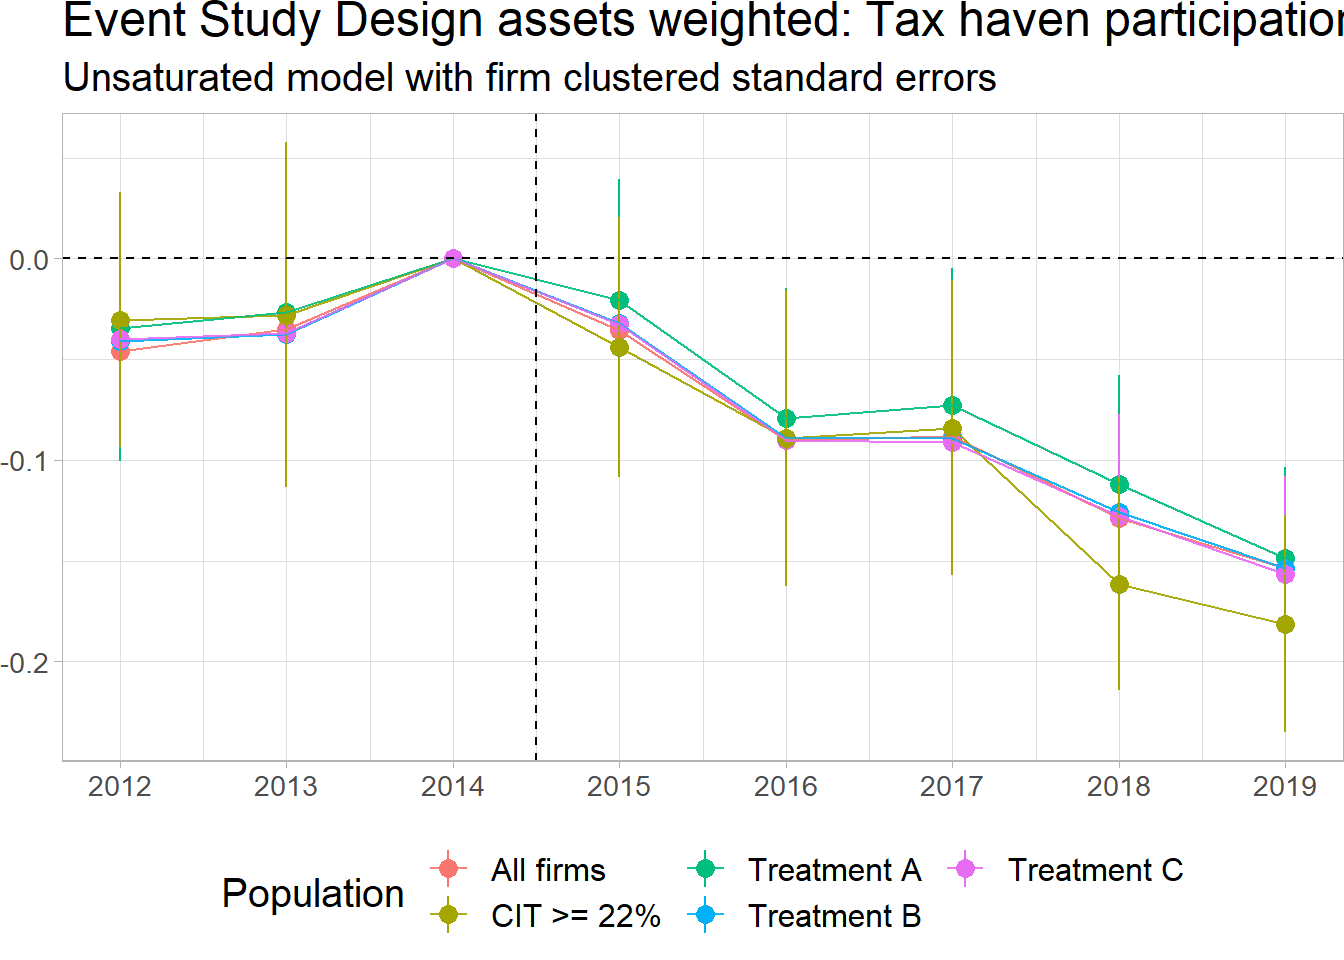 Event Study Design assets weighted: Tax haven participation
Unsaturated model with firm clustered standard errors
0.0
-0.1
-0.2
2012 2013 2014 2015 2016 2017 2018 2019
Population
All firms Treatment A Treatment C
CIT >= 22% Treatment B